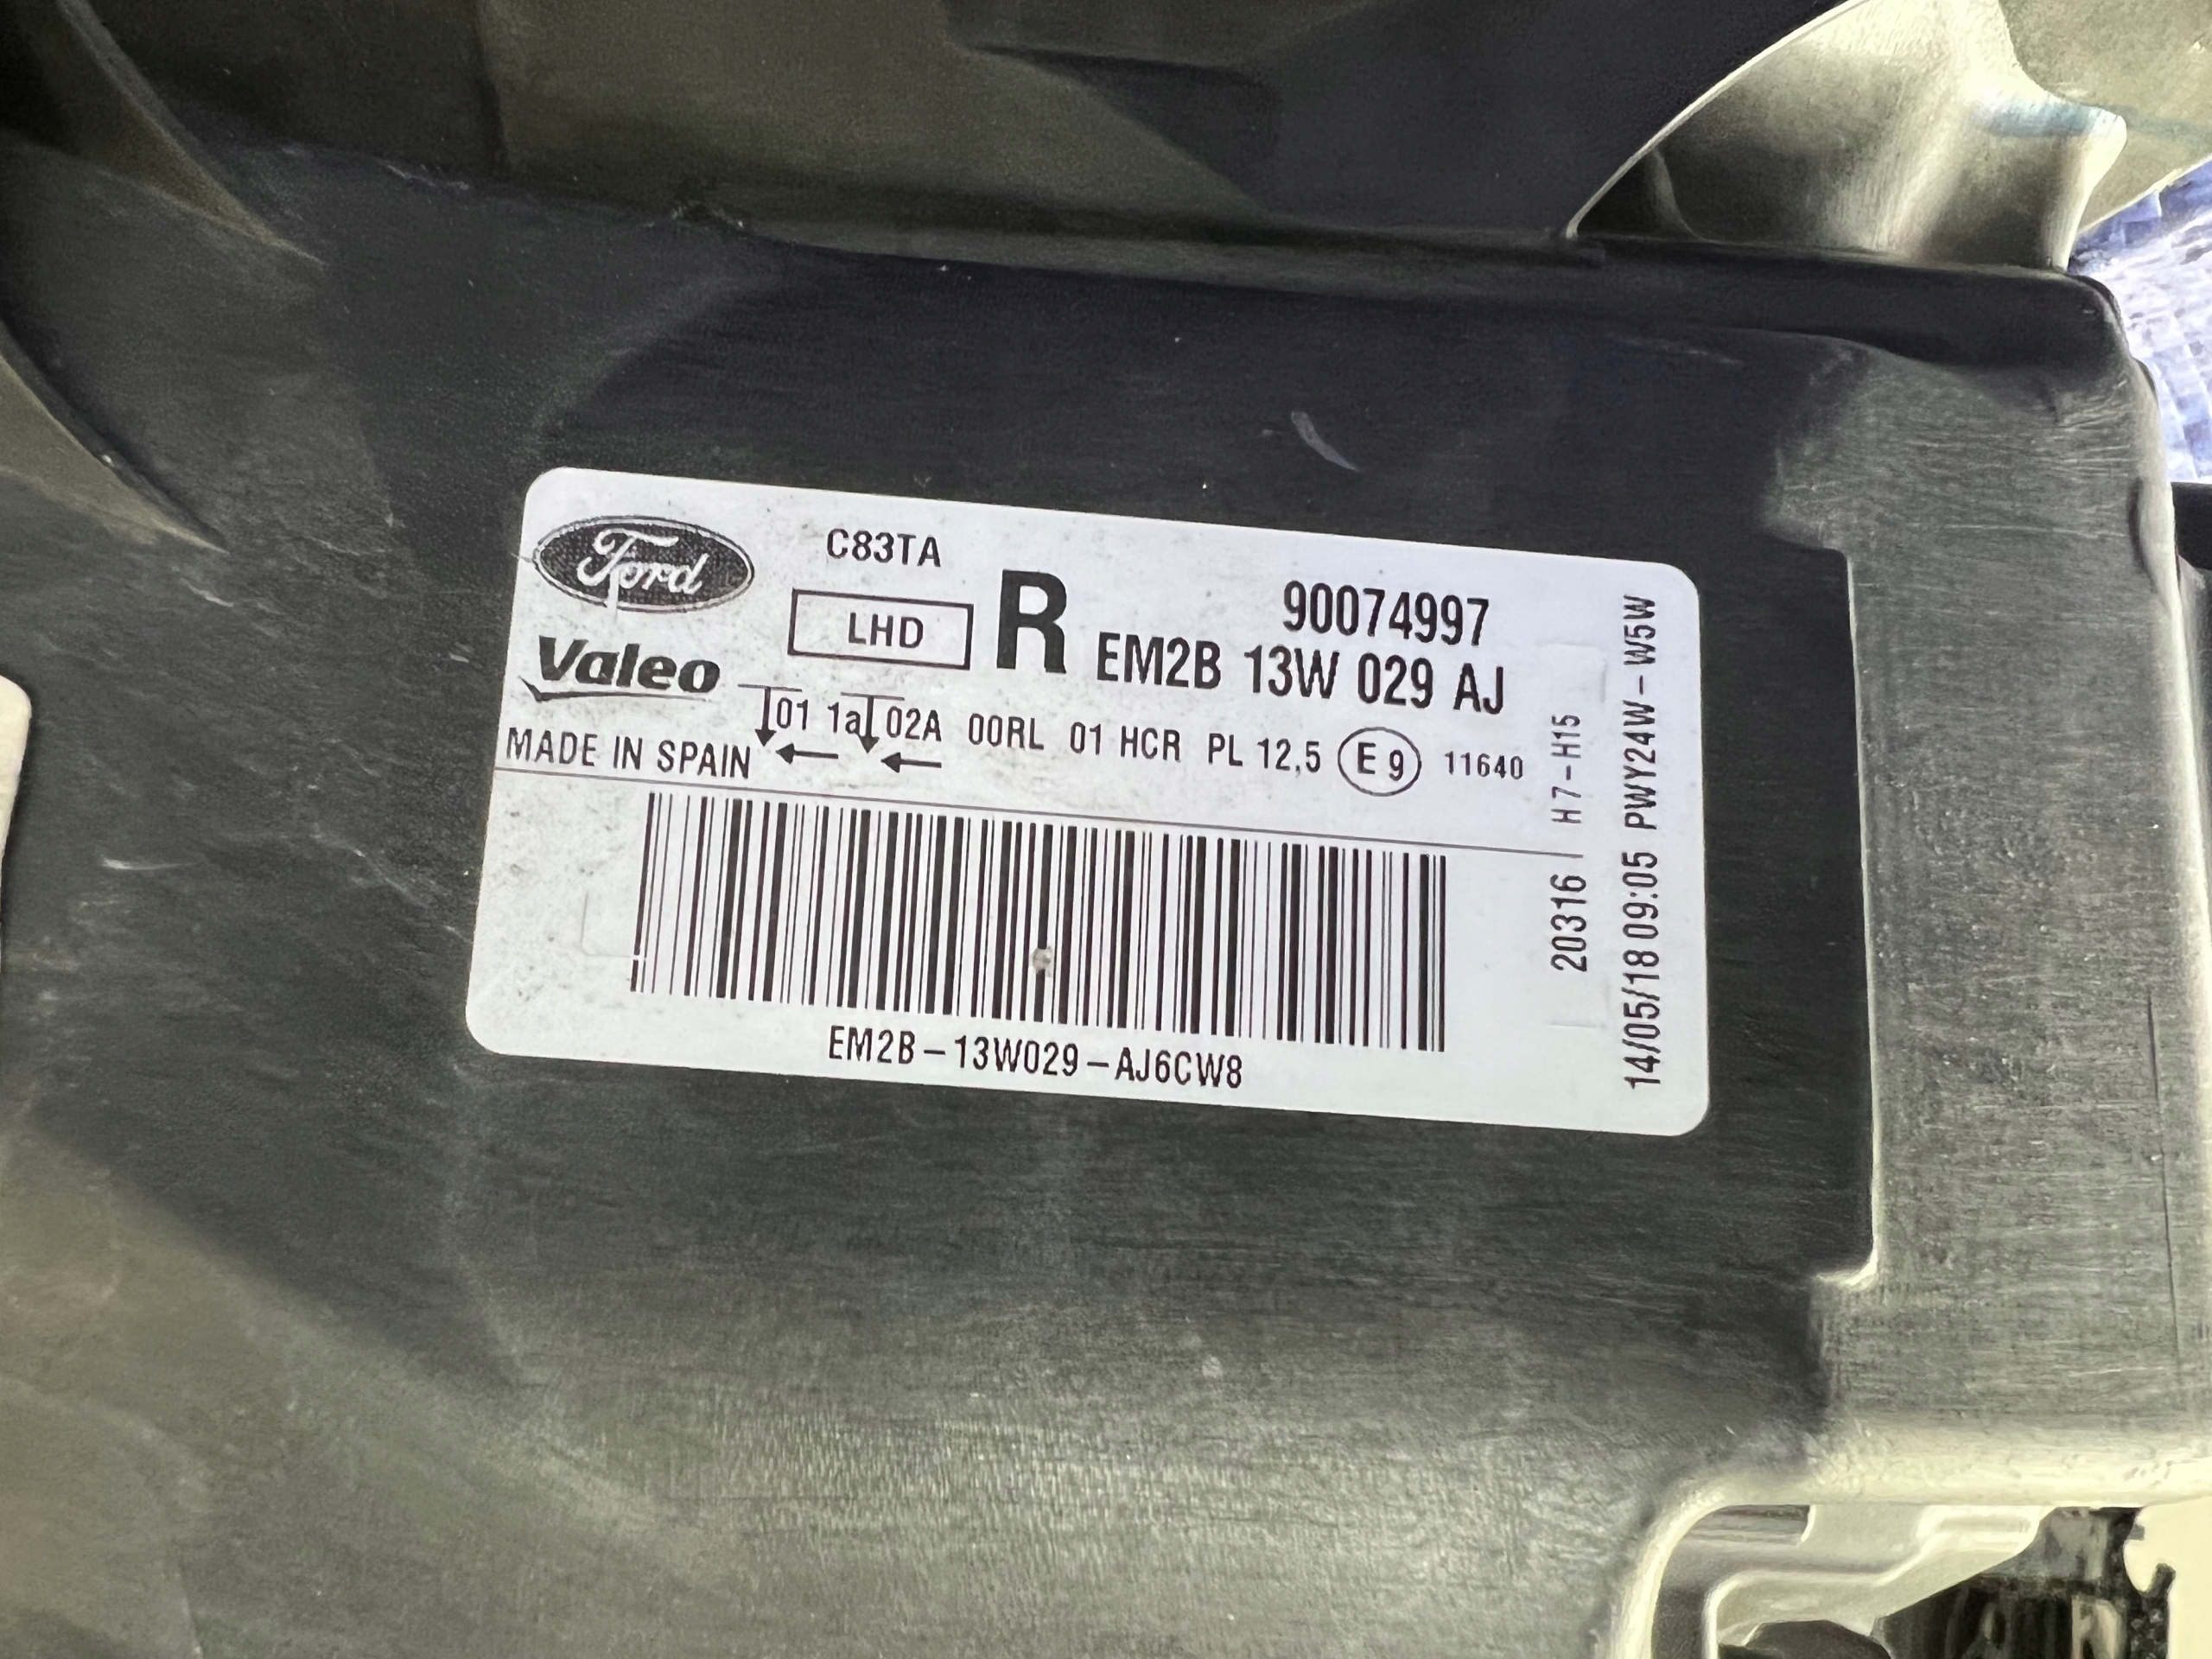 Ford
C83TA
LHD
R
90074997
EM2B 13W 029 AJ
Valeo
01 1a 02A 00RL 01 HCR PL 12,5 E9 11640
MADE IN SPAIN
EM2B-13W029-AJ6CW8
20316 H7-H15
14/05/18 09:05 PWY24W-W5W